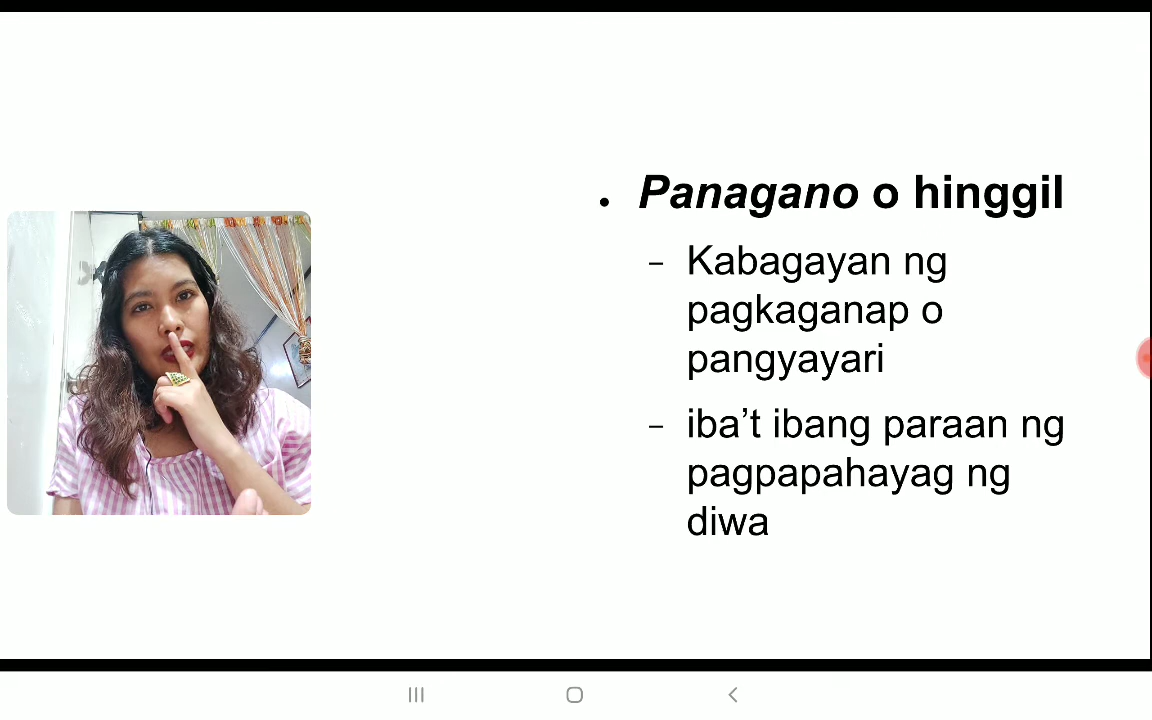 • Panagano o hinggil
– Kabagayan ng
pagkaganap o
pangyayari
– iba’t ibang paraan ng
pagpapahayag ng
diwa